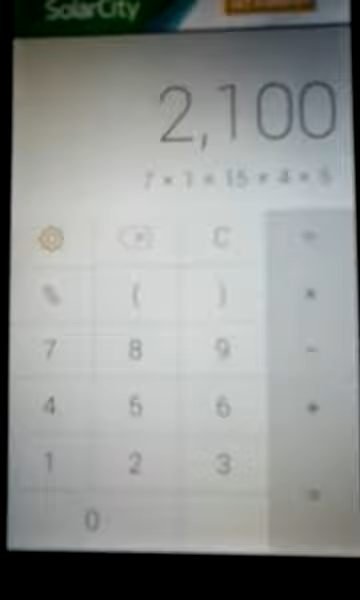 SolarCity
2,100
7 × 1 × 15 × 4 × 5
C ÷
% ( ) ×
7 8 9 −
4 5 6 +
1 2 3
0 =